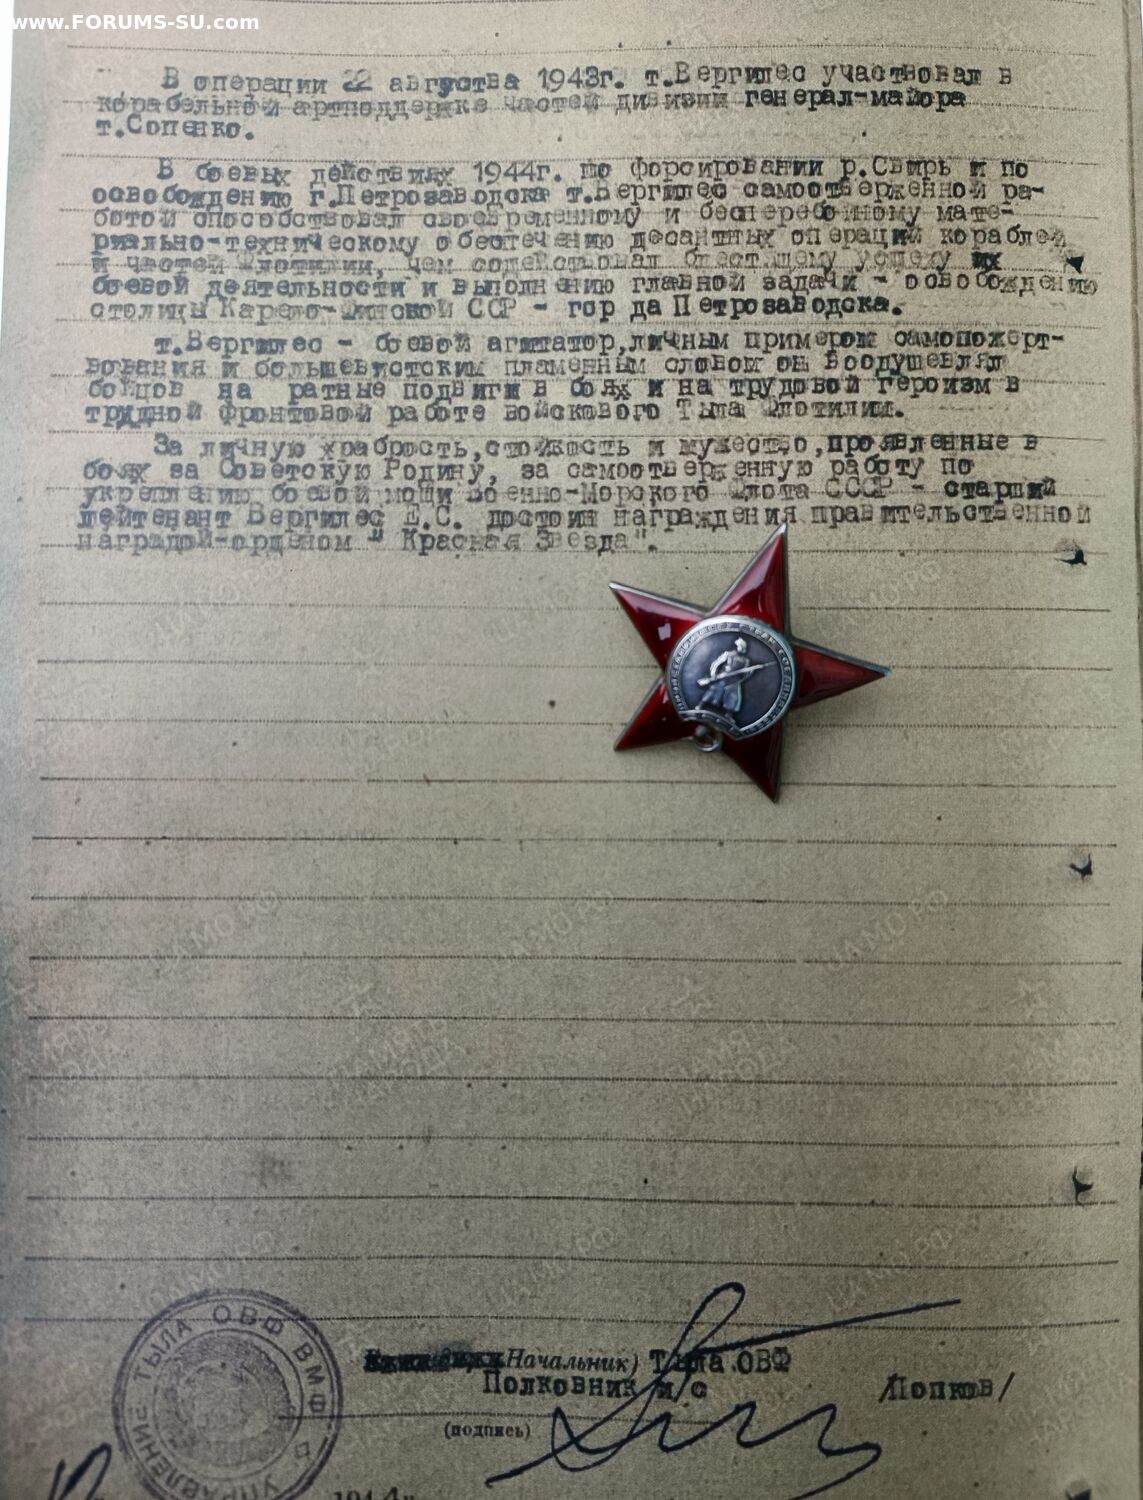 www.FORUMS-SU.com
В операции 22 августа 1943г. т.Вергилес участвовал в
корабельной артподдержке частей дивизии генерал-майора
т.Сопенко.
В боевых действиях 1944г. по форсировании р.Свирь и по
освобождению г.Петрозаводска т.Вергилес самоотверженной ра-
ботой способствовал своевременному и бесперебойному мате-
риально-техническому обеспечению десантных операций кораблей
и частей Флотилии, чем содействовал блестящему успеху их
боевой деятельности и выполнению главной задачи - освобождению
столицы Карело-Финской ССР - гор да Петрозаводска.
т.Вергилес - боевой агитатор,личным примером самопожерт-
вования и большевистским пламенным словом он воодушевлял
бойцов на ратные подвиги в боях и на трудовой героизм в
трудной фронтовой работе войскового Тыла Флотилии.
За личную храбрость,стойкость и мужество,проявленные в
боях за Советскую Родину, за самоотверженную работу по
укреплению боевой мощи Военно-Морского Флота СССР - старший
лейтенант Вергилес Е.С. достоин награждения правительственной
наградой-орденом " Красная Звезда".
Начальник) Тыла ОВФ
Полковник и/с /Попков/
(подпись)
УПРАВЛЕНИЕ ТЫЛА ОВФ ВМФ
1944г